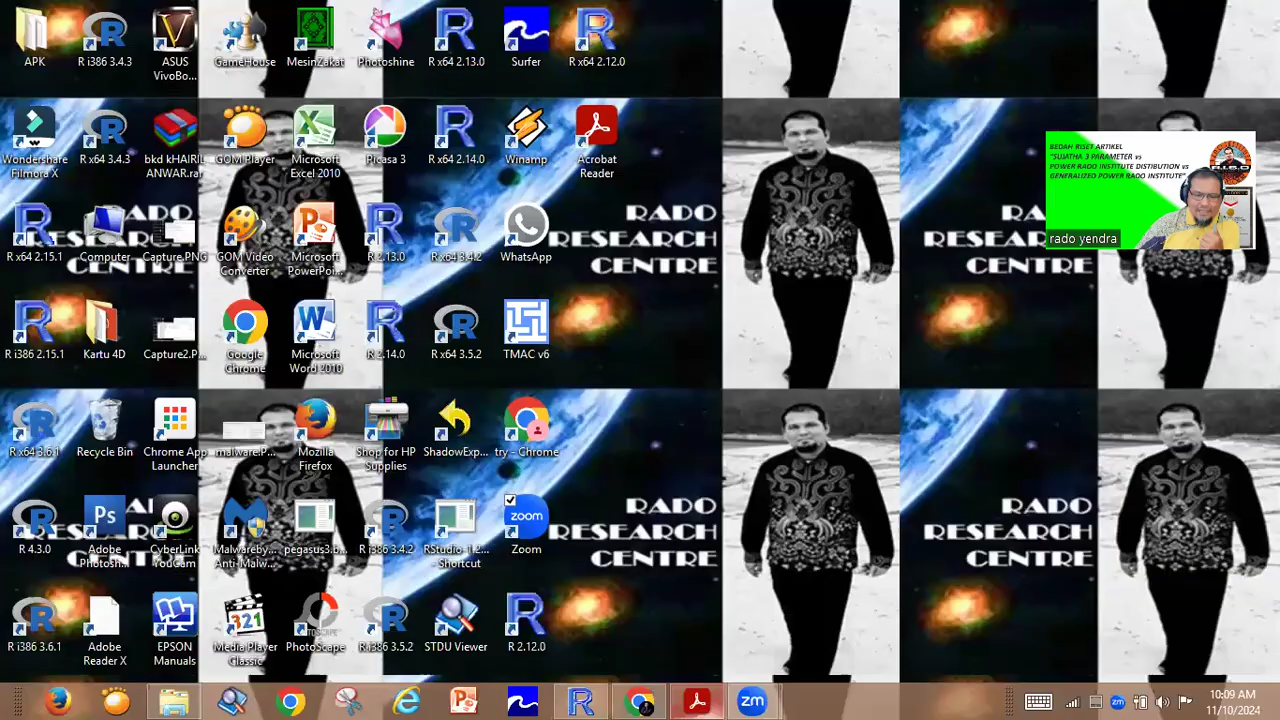 APK
R i386 3.4.3
ASUS
VivoBo...
GameHouse
MesinZakat
Photoshine
R x64 2.13.0
Surfer
R x64 2.12.0
Wondershare
Filmora X
R x64 3.4.3
bkd kHAIRIL
ANWAR.rar
GOM Player
Microsoft
Excel 2010
Picasa 3
R x64 2.14.0
Winamp
Acrobat
Reader
BEDAH RISET ARTIKEL
"SUJATHA 3 PARAMETER vs
POWER RADO INSTITUTE DISTIBUTION vs
GENERALIZED POWER RADO INSTITUTE"
rado yendra
R x64 2.15.1
Computer
Capture.PNG
GOM Video
Converter
Microsoft
PowerPoi...
R 2.13.0
R x64 3.4.2
WhatsApp
RADO
RESEARCH
CENTRE
R i386 2.15.1
Kartu 4D
Capture2.P...
Google
Chrome
Microsoft
Word 2010
R 2.14.0
R x64 3.5.2
TMAC v6
R x64 3.6.1
Recycle Bin
Chrome App
Launcher
malware.P...
Mozilla
Firefox
Shop for HP
Supplies
ShadowExp...
try - Chrome
R 4.3.0
Adobe
Photosh...
CyberLink
YouCam
Malwareby...
Anti-Malw...
pegasus3.6...
R i386 3.4.2
RStudio-1.2...
- Shortcut
zoom
Zoom
RADO
RESEARCH
CENTRE
RADO
RESEARCH
CENTRE
R i386 3.6.1
Adobe
Reader X
EPSON
Manuals
321
Media Player
Classic
PhotoScape
R i386 3.5.2
STDU Viewer
R 2.12.0
zm
zm
10:09 AM
11/10/2024